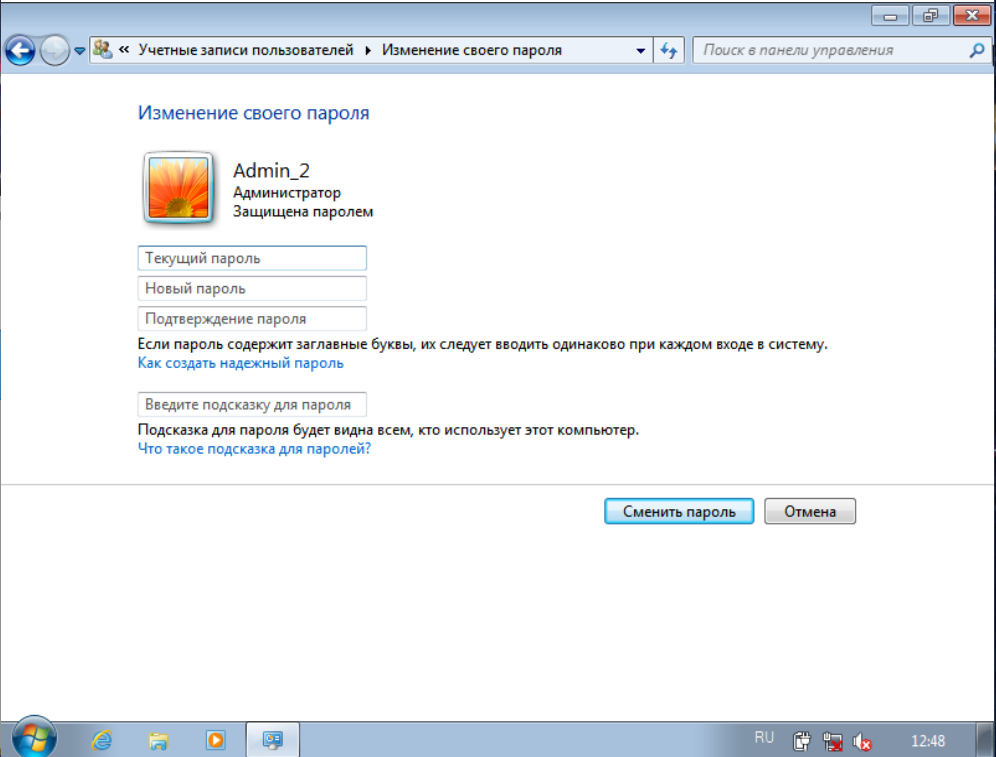 « Учетные записи пользователей Изменение своего пароля Поиск в панели управления
Изменение своего пароля
Admin_2
Администратор
Защищена паролем
Текущий пароль
Новый пароль
Подтверждение пароля
Если пароль содержит заглавные буквы, их следует вводить одинаково при каждом входе в систему.
Как создать надежный пароль
Введите подсказку для пароля
Подсказка для пароля будет видна всем, кто использует этот компьютер.
Что такое подсказка для паролей?
Сменить пароль Отмена
RU 12:48